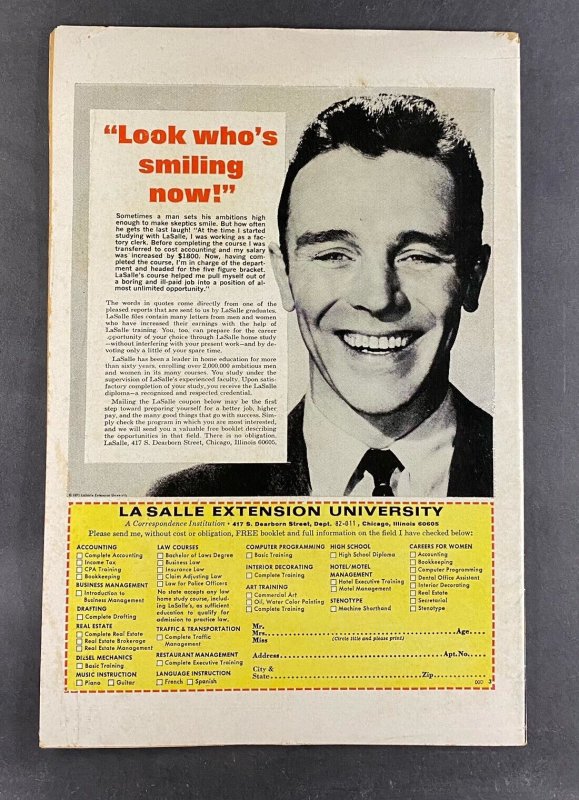 “Look who’s
smiling
now!”
Sometimes a man sets his ambitions high
enough to make skeptics smile. But how often
he gets the last laugh! “At the time I started
studying with LaSalle, I was working as a fac-
tory clerk. Before completing the course I was
transferred to cost accounting and my salary
was increased by $1800. Now, having com-
pleted the course, I’m in charge of the depart-
ment and headed for the five figure bracket.
LaSalle’s course helped me pull myself out of
a boring and ill-paid job into a position of al-
most unlimited opportunity.”
The words in quotes come directly from one of the
pleased reports that are sent to us by LaSalle graduates.
LaSalle files contain many letters from men and women
who have increased their earnings with the help of
LaSalle training. You, too, can prepare for the career
opportunity of your choice through LaSalle home study
—without interfering with your present work—and by de-
voting only a little of your spare time.
LaSalle has been a leader in home education for more
than sixty years, enrolling over 2,000,000 ambitious men
and women in its many courses. You study under the
supervision of LaSalle’s experienced faculty. Upon satis-
factory completion of your study, you receive the LaSalle
diploma—a recognized and respected credential.
Mailing the LaSalle coupon below may be the first
step toward preparing yourself for a better job, higher
pay, and the many good things that go with success. Sim-
ply check the program in which you are most interested,
and we will send you a valuable free booklet describing
the opportunities in that field. There is no obligation.
LaSalle, 417 S. Dearborn Street, Chicago, Illinois 60605.
© 1971 LaSalle Extension University
LA SALLE EXTENSION UNIVERSITY
A Correspondence Institution • 417 S. Dearborn Street, Dept. 82-011, Chicago, Illinois 60605
Please send me, without cost or obligation, FREE booklet and full information on the field I have checked below:
ACCOUNTING
Complete Accounting
Income Tax
CPA Training
Bookkeeping
BUSINESS MANAGEMENT
Introduction to
Business Management
DRAFTING
Complete Drafting
REAL ESTATE
Complete Real Estate
Real Estate Brokerage
Real Estate Management
DIESEL MECHANICS
Basic Training
MUSIC INSTRUCTION
Piano Guitar
LAW COURSES
Bachelor of Laws Degree
Business Law
Insurance Law
Claim Adjusting Law
Law for Police Officers
No state accepts any law
home study course, includ-
ing LaSalle’s, as sufficient
education to qualify for
admission to practice law.
TRAFFIC & TRANSPORTATION
Complete Traffic
Management
RESTAURANT MANAGEMENT
Complete Executive Training
LANGUAGE INSTRUCTION
French Spanish
COMPUTER PROGRAMMING
Basic Training
INTERIOR DECORATING
Complete Training
ART TRAINING
Commercial Art
Oil, Water Color Painting
Complete Training
HIGH SCHOOL
High School Diploma
HOTEL/MOTEL
MANAGEMENT
Hotel Executive Training
Motel Management
STENOTYPE
Machine Shorthand
CAREERS FOR WOMEN
Accounting
Bookkeeping
Computer Programming
Dental Office Assistant
Interior Decorating
Real Estate
Secretarial
Stenotype
Mr.
Mrs. Age
Miss (Circle title and please print)
Address Apt.No.
City &
State Zip
3